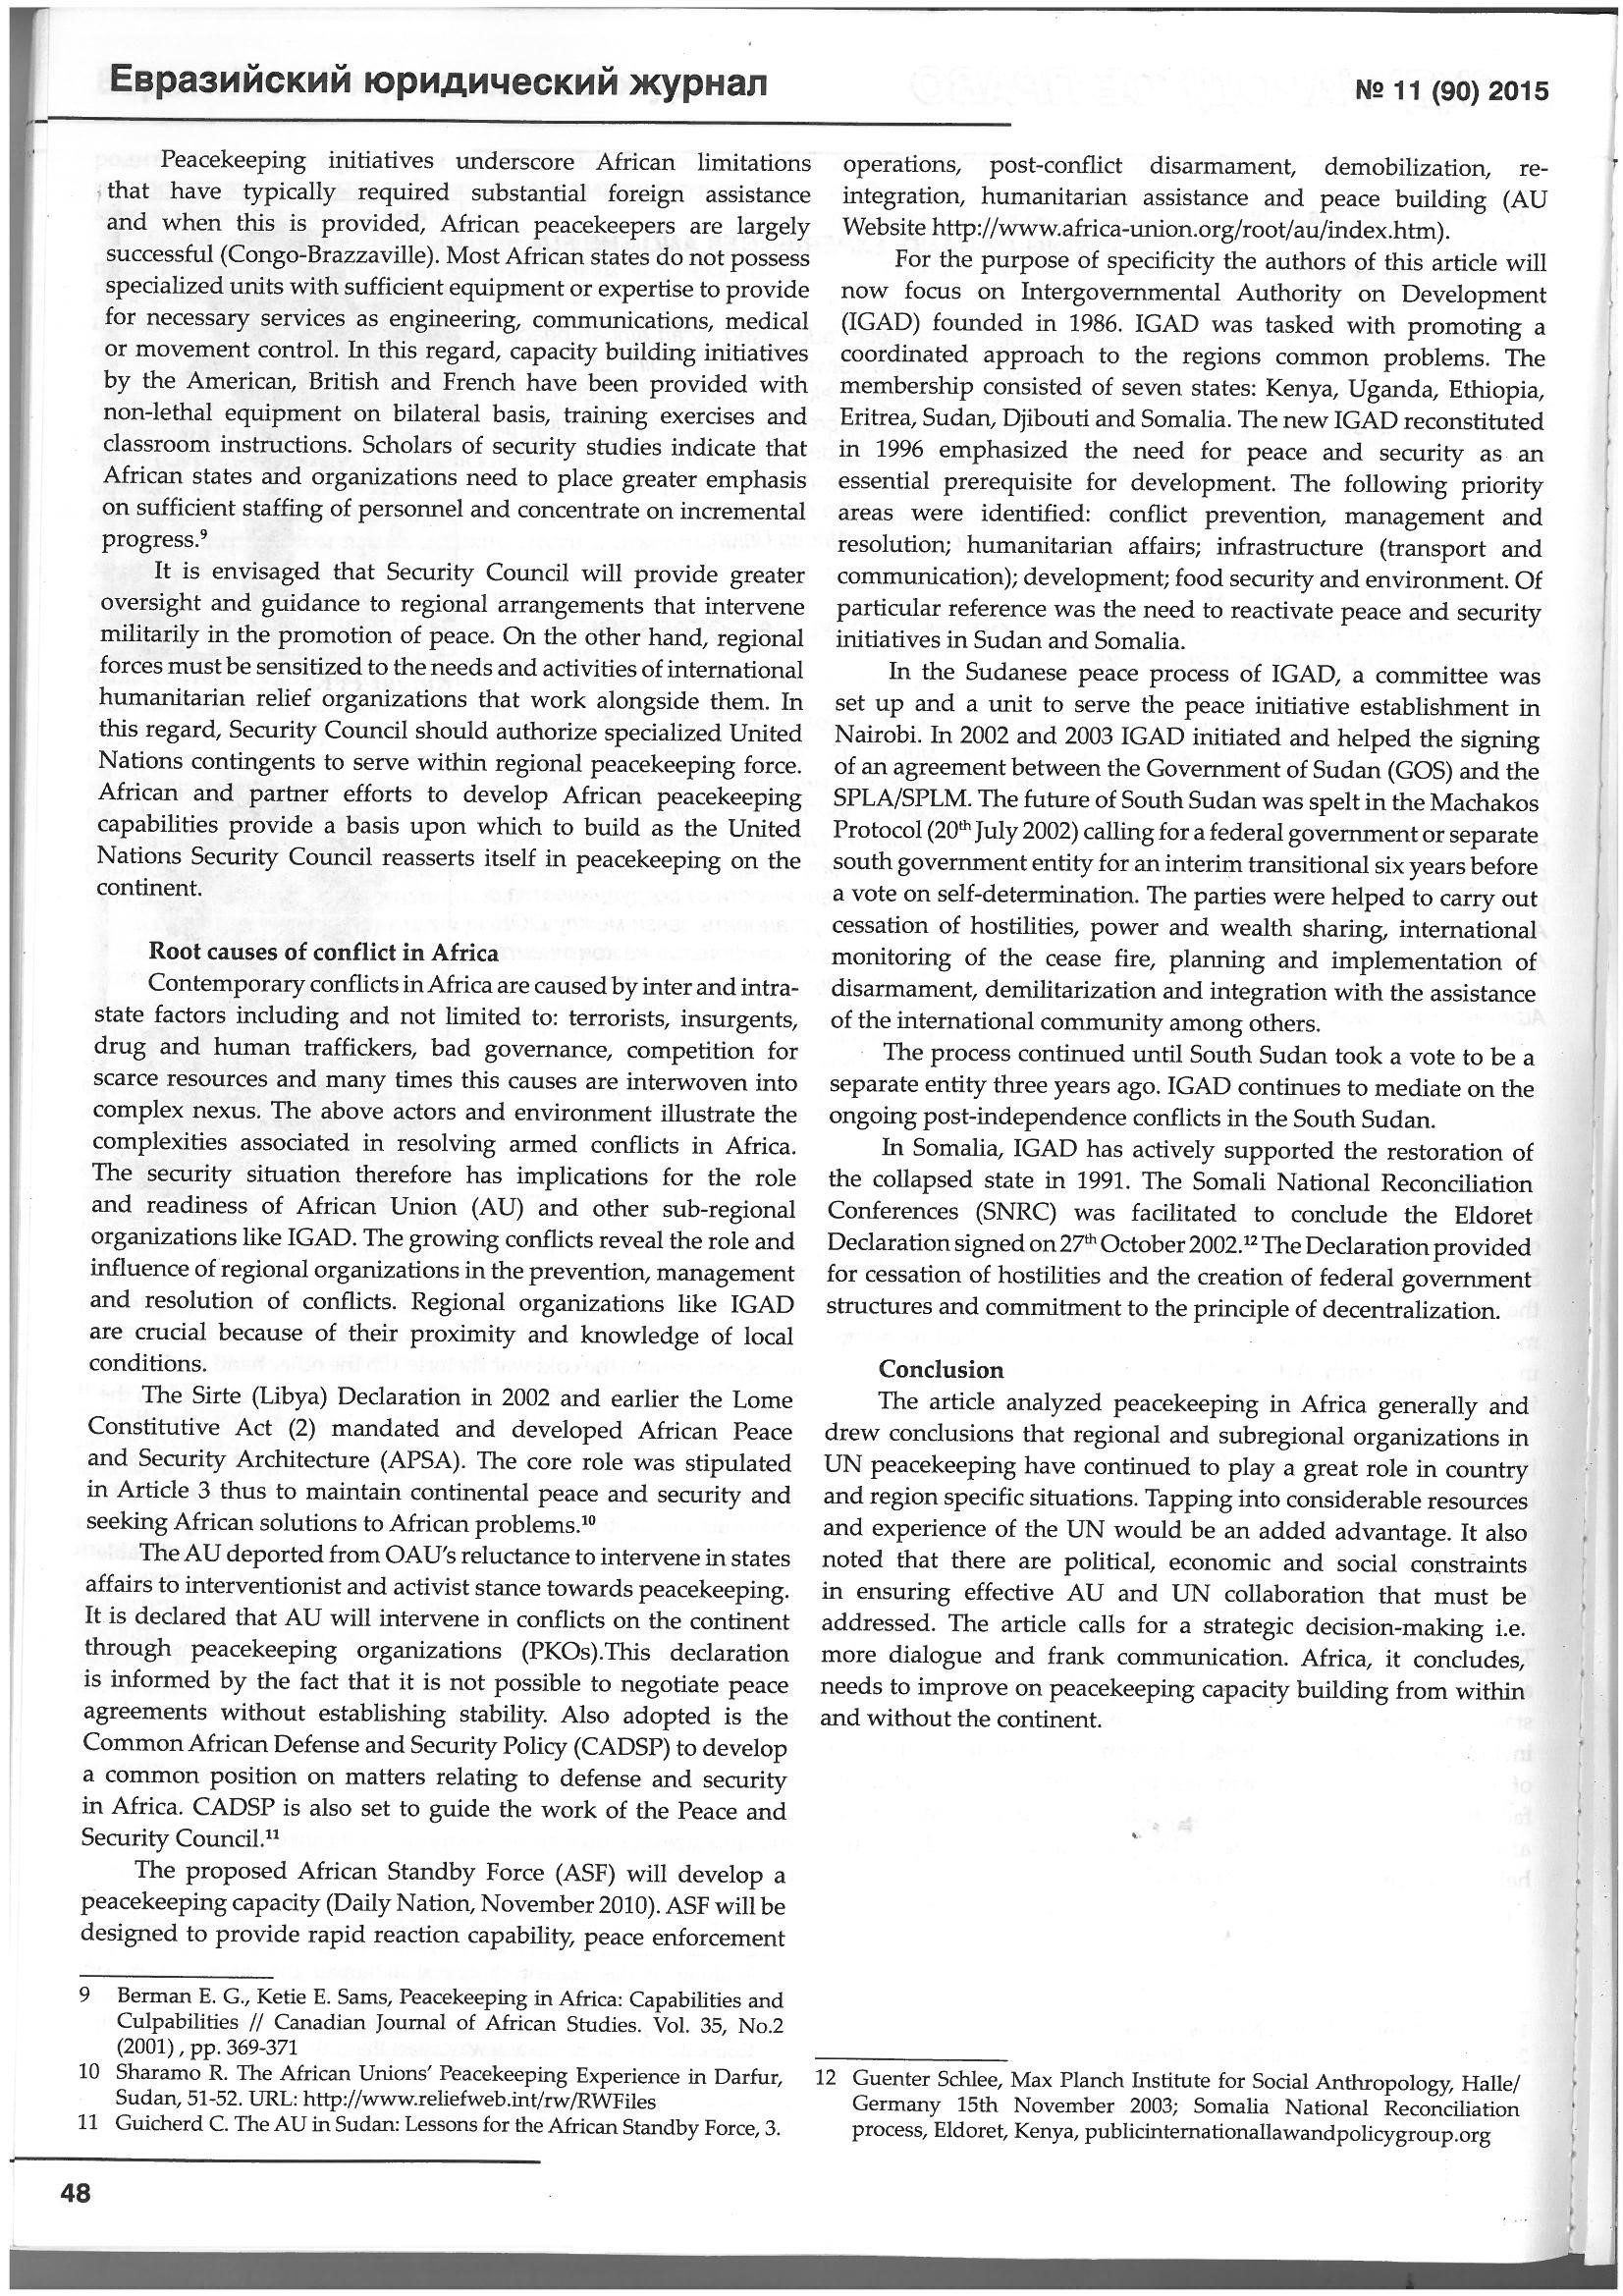 Евразийский юридический журнал
№ 11 (90) 2015
Peacekeeping initiatives underscore African limitations
that have typically required substantial foreign assistance
and when this is provided, African peacekeepers are largely
successful (Congo-Brazzaville). Most African states do not possess
specialized units with sufficient equipment or expertise to provide
for necessary services as engineering, communications, medical
or movement control. In this regard, capacity building initiatives
by the American, British and French have been provided with
non-lethal equipment on bilateral basis, training exercises and
classroom instructions. Scholars of security studies indicate that
African states and organizations need to place greater emphasis
on sufficient staffing of personnel and concentrate on incremental
progress.⁹
It is envisaged that Security Council will provide greater
oversight and guidance to regional arrangements that intervene
militarily in the promotion of peace. On the other hand, regional
forces must be sensitized to the needs and activities of international
humanitarian relief organizations that work alongside them. In
this regard, Security Council should authorize specialized United
Nations contingents to serve within regional peacekeeping force.
African and partner efforts to develop African peacekeeping
capabilities provide a basis upon which to build as the United
Nations Security Council reasserts itself in peacekeeping on the
continent.
Root causes of conflict in Africa
Contemporary conflicts in Africa are caused by inter and intra-
state factors including and not limited to: terrorists, insurgents,
drug and human traffickers, bad governance, competition for
scarce resources and many times this causes are interwoven into
complex nexus. The above actors and environment illustrate the
complexities associated in resolving armed conflicts in Africa.
The security situation therefore has implications for the role
and readiness of African Union (AU) and other sub-regional
organizations like IGAD. The growing conflicts reveal the role and
influence of regional organizations in the prevention, management
and resolution of conflicts. Regional organizations like IGAD
are crucial because of their proximity and knowledge of local
conditions.
The Sirte (Libya) Declaration in 2002 and earlier the Lome
Constitutive Act (2) mandated and developed African Peace
and Security Architecture (APSA). The core role was stipulated
in Article 3 thus to maintain continental peace and security and
seeking African solutions to African problems.¹⁰
The AU deported from OAU's reluctance to intervene in states
affairs to interventionist and activist stance towards peacekeeping.
It is declared that AU will intervene in conflicts on the continent
through peacekeeping organizations (PKOs).This declaration
is informed by the fact that it is not possible to negotiate peace
agreements without establishing stability. Also adopted is the
Common African Defense and Security Policy (CADSP) to develop
a common position on matters relating to defense and security
in Africa. CADSP is also set to guide the work of the Peace and
Security Council.¹¹
The proposed African Standby Force (ASF) will develop a
peacekeeping capacity (Daily Nation, November 2010). ASF will be
designed to provide rapid reaction capability, peace enforcement
9 Berman E. G., Ketie E. Sams, Peacekeeping in Africa: Capabilities and
Culpabilities // Canadian Journal of African Studies. Vol. 35, No.2
(2001) , pp. 369-371
10 Sharamo R. The African Unions' Peacekeeping Experience in Darfur,
Sudan, 51-52. URL: http://www.reliefweb.int/rw/RWFiles
11 Guicherd C. The AU in Sudan: Lessons for the African Standby Force, 3.
operations, post-conflict disarmament, demobilization, re-
integration, humanitarian assistance and peace building (AU
Website http://www.africa-union.org/root/au/index.htm).
For the purpose of specificity the authors of this article will
now focus on Intergovernmental Authority on Development
(IGAD) founded in 1986. IGAD was tasked with promoting a
coordinated approach to the regions common problems. The
membership consisted of seven states: Kenya, Uganda, Ethiopia,
Eritrea, Sudan, Djibouti and Somalia. The new IGAD reconstituted
in 1996 emphasized the need for peace and security as an
essential prerequisite for development. The following priority
areas were identified: conflict prevention, management and
resolution; humanitarian affairs; infrastructure (transport and
communication); development; food security and environment. Of
particular reference was the need to reactivate peace and security
initiatives in Sudan and Somalia.
In the Sudanese peace process of IGAD, a committee was
set up and a unit to serve the peace initiative establishment in
Nairobi. In 2002 and 2003 IGAD initiated and helped the signing
of an agreement between the Government of Sudan (GOS) and the
SPLA/SPLM. The future of South Sudan was spelt in the Machakos
Protocol (20th July 2002) calling for a federal government or separate
south government entity for an interim transitional six years before
a vote on self-determination. The parties were helped to carry out
cessation of hostilities, power and wealth sharing, international
monitoring of the cease fire, planning and implementation of
disarmament, demilitarization and integration with the assistance
of the international community among others.
The process continued until South Sudan took a vote to be a
separate entity three years ago. IGAD continues to mediate on the
ongoing post-independence conflicts in the South Sudan.
In Somalia, IGAD has actively supported the restoration of
the collapsed state in 1991. The Somali National Reconciliation
Conferences (SNRC) was facilitated to conclude the Eldoret
Declaration signed on 27th October 2002.¹² The Declaration provided
for cessation of hostilities and the creation of federal government
structures and commitment to the principle of decentralization.
Conclusion
The article analyzed peacekeeping in Africa generally and
drew conclusions that regional and subregional organizations in
UN peacekeeping have continued to play a great role in country
and region specific situations. Tapping into considerable resources
and experience of the UN would be an added advantage. It also
noted that there are political, economic and social constraints
in ensuring effective AU and UN collaboration that must be
addressed. The article calls for a strategic decision-making i.e.
more dialogue and frank communication. Africa, it concludes,
needs to improve on peacekeeping capacity building from within
and without the continent.
12 Guenter Schlee, Max Planch Institute for Social Anthropology, Halle/
Germany 15th November 2003; Somalia National Reconciliation
process, Eldoret, Kenya, publicinternationallawandpolicygroup.org
48